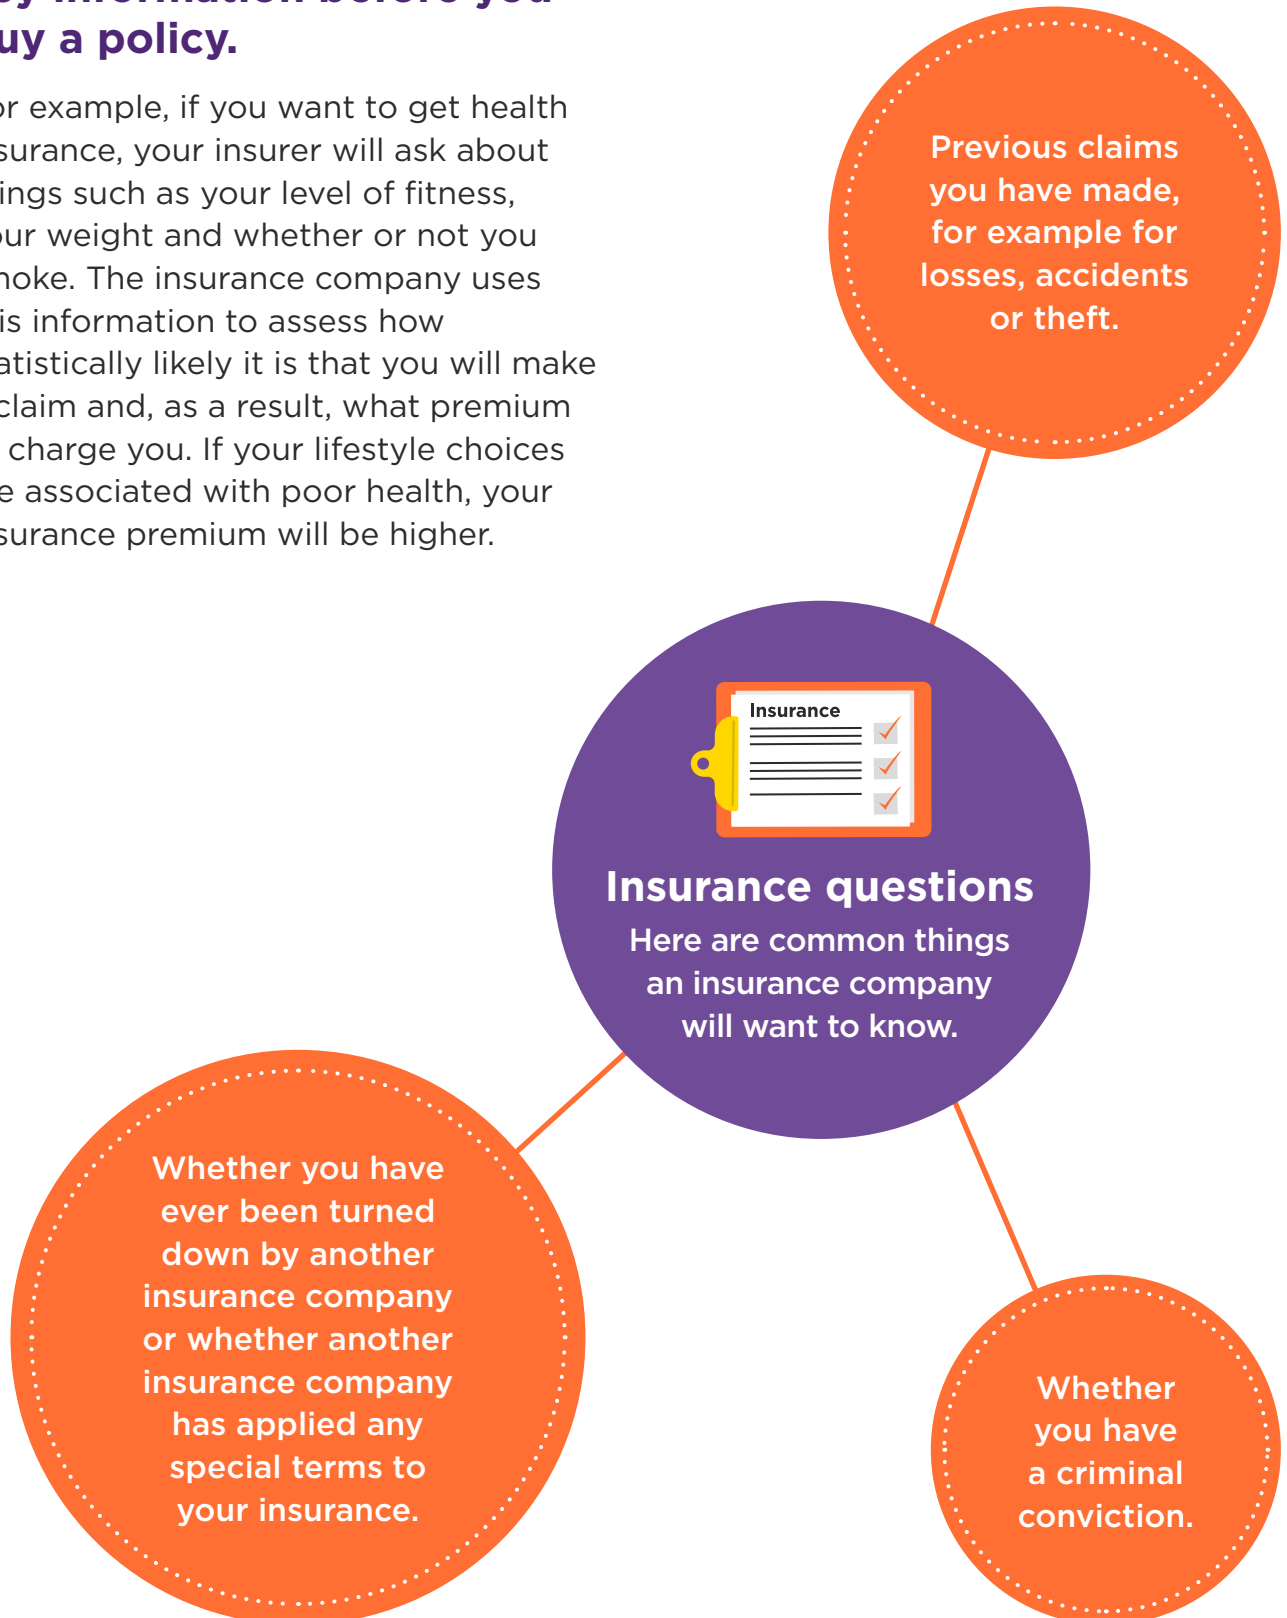 ey information before you
uy a policy.
or example, if you want to get health
surance, your insurer will ask about
ings such as your level of fitness,
our weight and whether or not you
moke. The insurance company uses
is information to assess how
atistically likely it is that you will make
claim and, as a result, what premium
charge you. If your lifestyle choices
e associated with poor health, your
surance premium will be higher.
Previous claims
you have made,
for example for
losses, accidents
or theft.
Insurance
Insurance questions
Here are common things
an insurance company
will want to know.
Whether you have
ever been turned
down by another
insurance company
or whether another
insurance company
has applied any
special terms to
your insurance.
Whether
you have
a criminal
conviction.